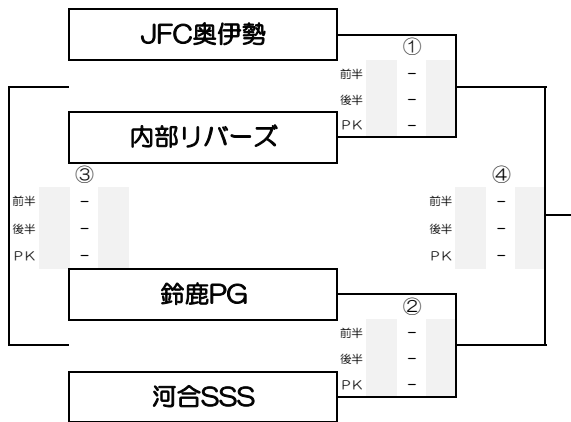 JFC奥伊勢
①
前半 -
後半 -
PK -
内部リバーズ
③
前半 -
後半 -
PK -
④
前半 -
後半 -
PK -
鈴鹿PG
②
前半 -
後半 -
PK -
河合SSS